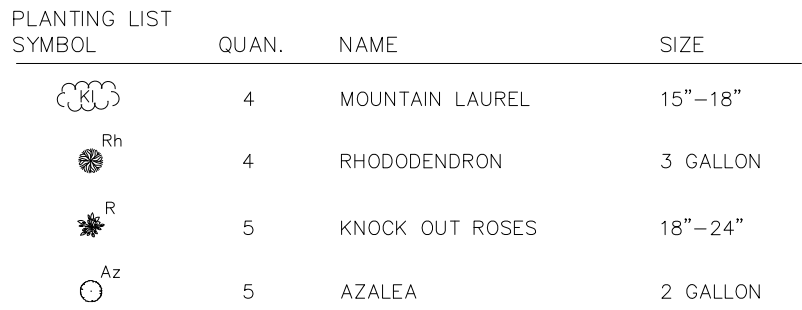 PLANTING LIST
SYMBOL QUAN. NAME SIZE
Kl 4 MOUNTAIN LAUREL 15"–18"
Rh
4 RHODODENDRON 3 GALLON
R
5 KNOCK OUT ROSES 18"–24"
Az
5 AZALEA 2 GALLON